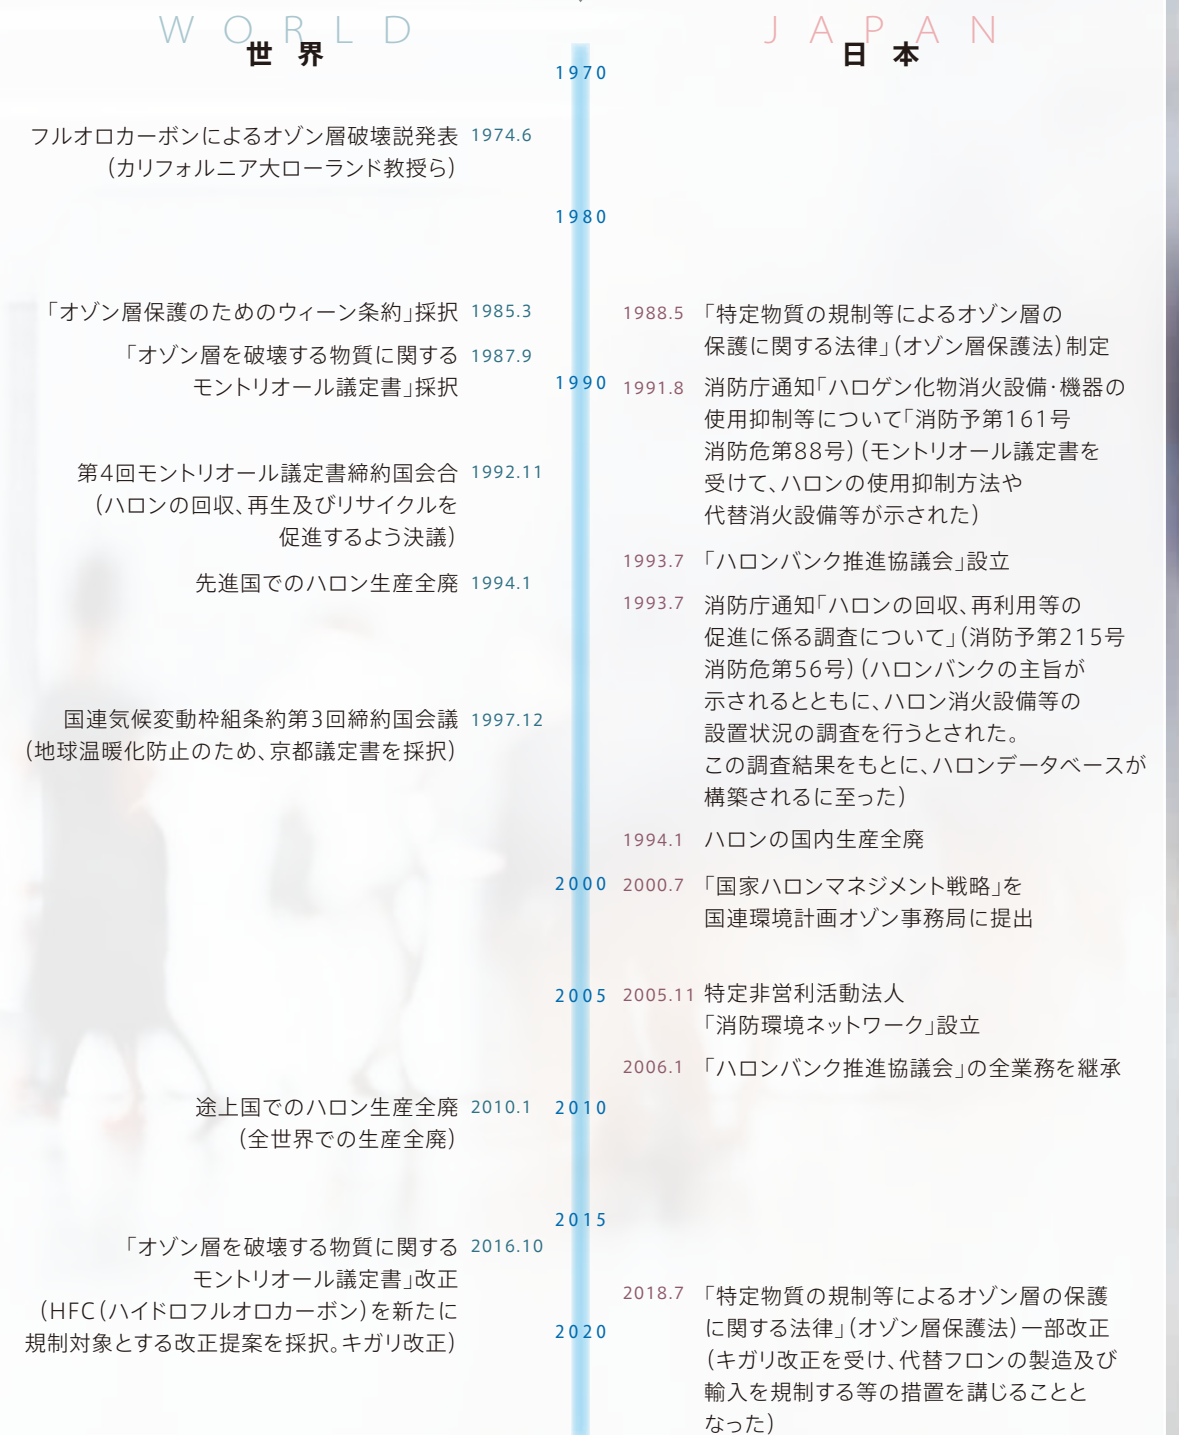 WORLD
世界
JAPAN
日本
1970
フルオロカーボンによるオゾン層破壊説発表 1974.6
(カリフォルニア大ローランド教授ら)
1980
「オゾン層保護のためのウィーン条約」採択 1985.3
「オゾン層を破壊する物質に関する 1987.9
モントリオール議定書」採択
1990
第4回モントリオール議定書締約国会合 1992.11
(ハロンの回収、再生及びリサイクルを
促進するよう決議)
先進国でのハロン生産全廃 1994.1
国連気候変動枠組条約第3回締約国会議 1997.12
(地球温暖化防止のため、京都議定書を採択)
2000
2005
途上国でのハロン生産全廃 2010.1
(全世界での生産全廃)
2010
2015
「オゾン層を破壊する物質に関する 2016.10
モントリオール議定書」改正
(HFC(ハイドロフルオロカーボン)を新たに
規制対象とする改正提案を採択。キガリ改正)
2020
1988.5 「特定物質の規制等によるオゾン層の
保護に関する法律」(オゾン層保護法)制定
1991.8 消防庁通知「ハロゲン化物消火設備・機器の
使用抑制等について「消防予第161号
消防危第88号)(モントリオール議定書を
受けて、ハロンの使用抑制方法や
代替消火設備等が示された)
1993.7 「ハロンバンク推進協議会」設立
1993.7 消防庁通知「ハロンの回収、再利用等の
促進に係る調査について」(消防予第215号
消防危第56号)(ハロンバンクの主旨が
示されるとともに、ハロン消火設備等の
設置状況の調査を行うとされた。
この調査結果をもとに、ハロンデータベースが
構築されるに至った)
1994.1 ハロンの国内生産全廃
2000.7 「国家ハロンマネジメント戦略」を
国連環境計画オゾン事務局に提出
2005.11 特定非営利活動法人
「消防環境ネットワーク」設立
2006.1 「ハロンバンク推進協議会」の全業務を継承
2018.7 「特定物質の規制等によるオゾン層の保護
に関する法律」(オゾン層保護法)一部改正
(キガリ改正を受け、代替フロンの製造及び
輸入を規制する等の措置を講じることと
なった)